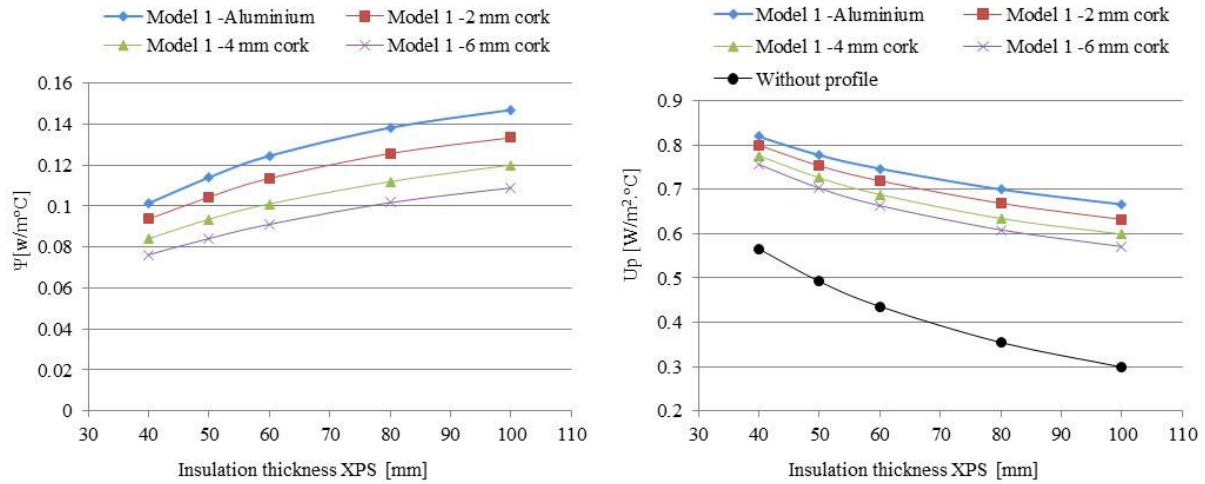 Model 1 -Aluminium Model 1 -2 mm cork
Model 1 -4 mm cork Model 1 -6 mm cork
0.16
0.14
0.12
0.1
0.08
0.06
0.04
0.02
0
Ψ[w/mºC]
30 40 50 60 70 80 90 100 110
Insulation thickness XPS [mm]
Model 1 -Aluminium Model 1 -2 mm cork
Model 1 -4 mm cork Model 1 -6 mm cork
Without profile
0.9
0.8
0.7
0.6
0.5
0.4
0.3
0.2
Up [W/m².ºC]
30 40 50 60 70 80 90 100 110
Insulation thickness XPS [mm]